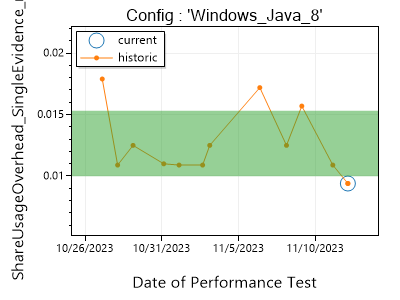 Config : 'Windows_Java_8'
current
historic
0.02
0.015
0.01
ShareUsageOverhead_SingleEvidence_
10/26/2023
10/31/2023
11/5/2023
11/10/2023
Date of Performance Test